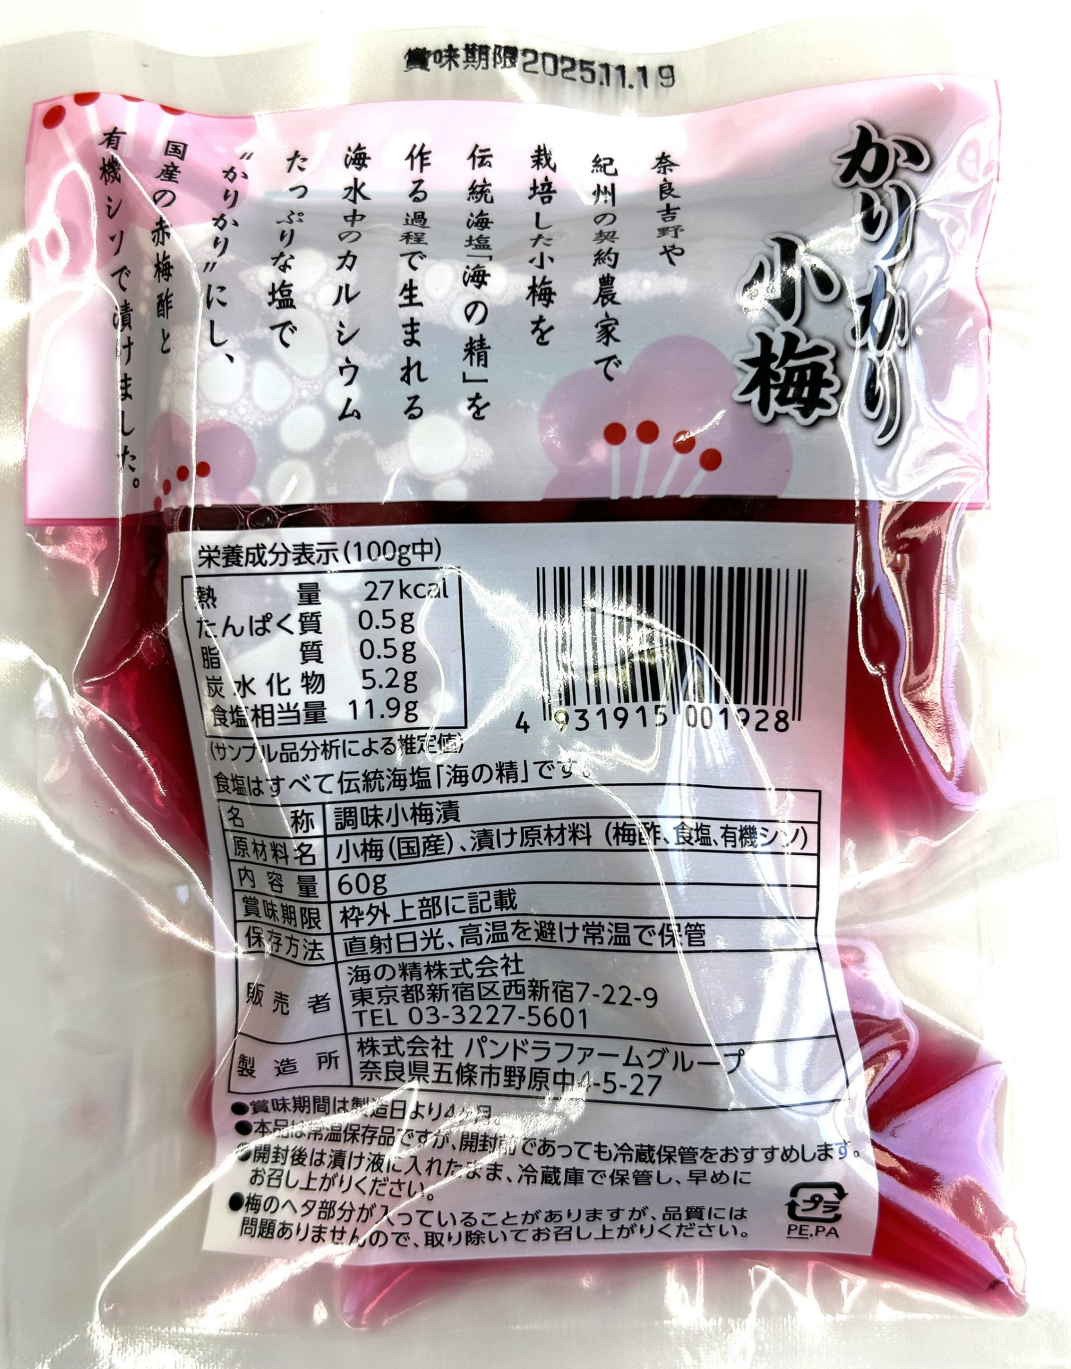 賞味期限2025.11.19
かりかり
小梅
奈良吉野や
紀州の契約農家で
栽培した小梅を
伝統海塩「海の精」を
作る過程で生まれる
海水中のカルシウム
たっぷりな塩で
“かりかり”にし、
国産の赤梅酢と
有機シソで漬けました。
栄養成分表示(100g中)
熱量 27kcal
たんぱく質 0.5g
脂質 0.5g
炭水化物 5.2g
食塩相当量 11.9g
(サンプル品分析による推定値)
食塩はすべて伝統海塩「海の精」です。
4 931915 001928
名称 調味小梅漬
原材料名 小梅(国産)、漬け原材料(梅酢、食塩、有機シソ)
内容量 60g
賞味期限 枠外上部に記載
保存方法 直射日光、高温を避け常温で保管
販売者 海の精株式会社
東京都新宿区西新宿7-22-9
TEL 03-3227-5601
製造所 株式会社 パンドラファームグループ
奈良県五條市野原中4-5-27
●賞味期間は製造日より4ヶ月。
●本品は常温保存品ですが、開封前であっても冷蔵保管をおすすめします。
●開封後は漬け液に入れたまま、冷蔵庫で保管し、早めに
お召し上がりください。
●梅のヘタ部分が入っていることがありますが、品質には
問題ありませんので、取り除いてお召し上がりください。
プラ
PE,PA